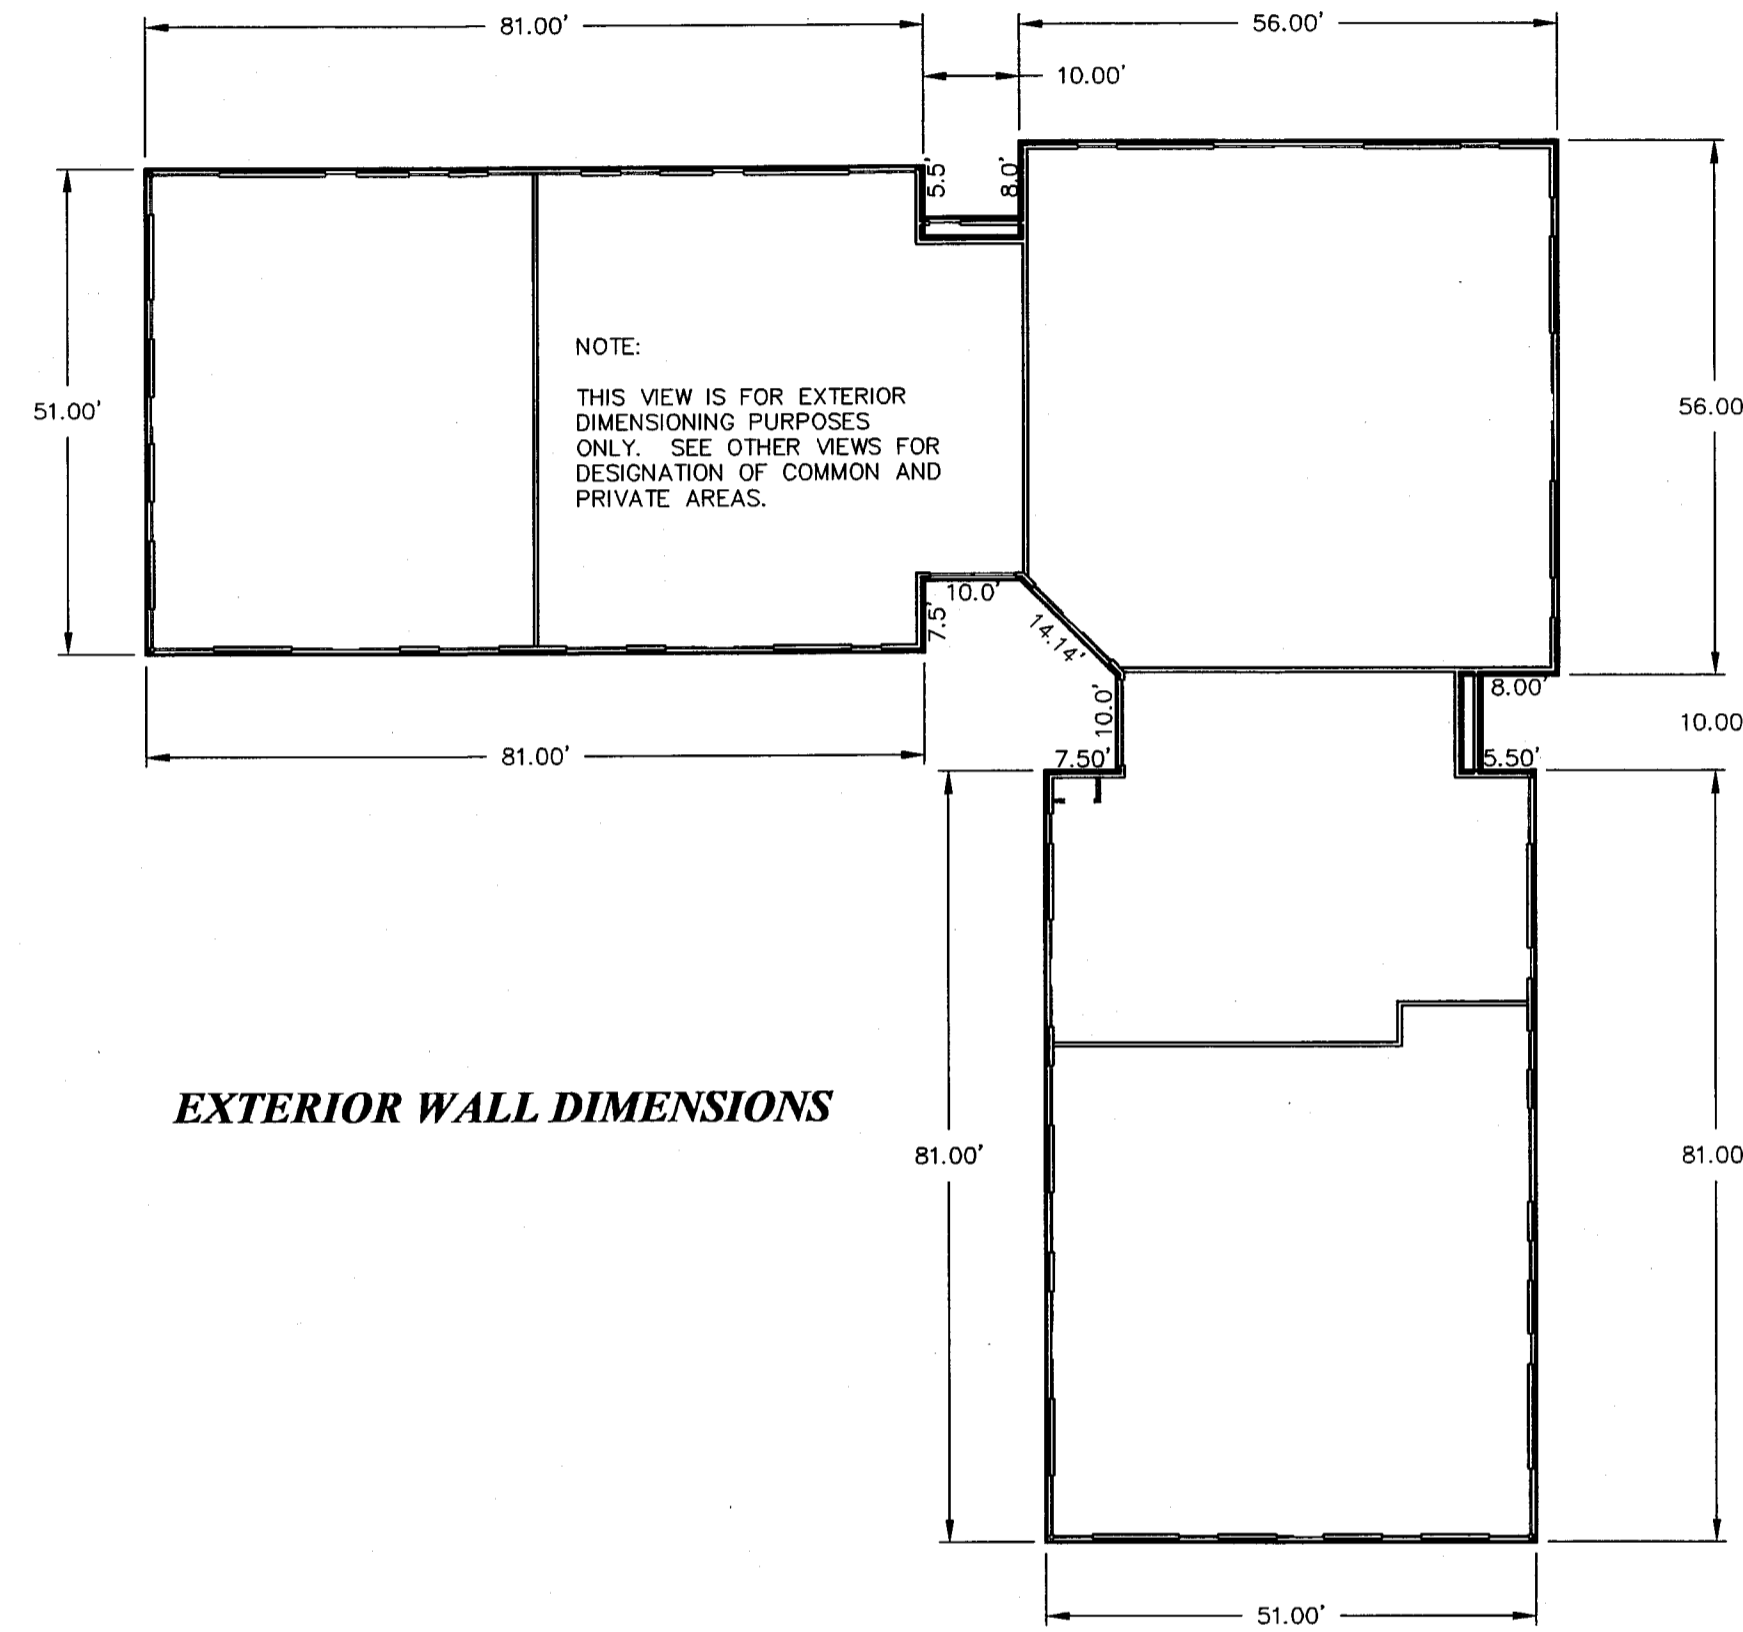 81.00'
56.00'
10.00'
5.5'
8.0'
51.00'
NOTE:
THIS VIEW IS FOR EXTERIOR
DIMENSIONING PURPOSES
ONLY. SEE OTHER VIEWS FOR
DESIGNATION OF COMMON AND
PRIVATE AREAS.
56.00
10.0'
7.5'
14.14'
8.00'
10.0'
10.00
81.00'
7.50'
5.50'
EXTERIOR WALL DIMENSIONS
81.00'
81.00
51.00'